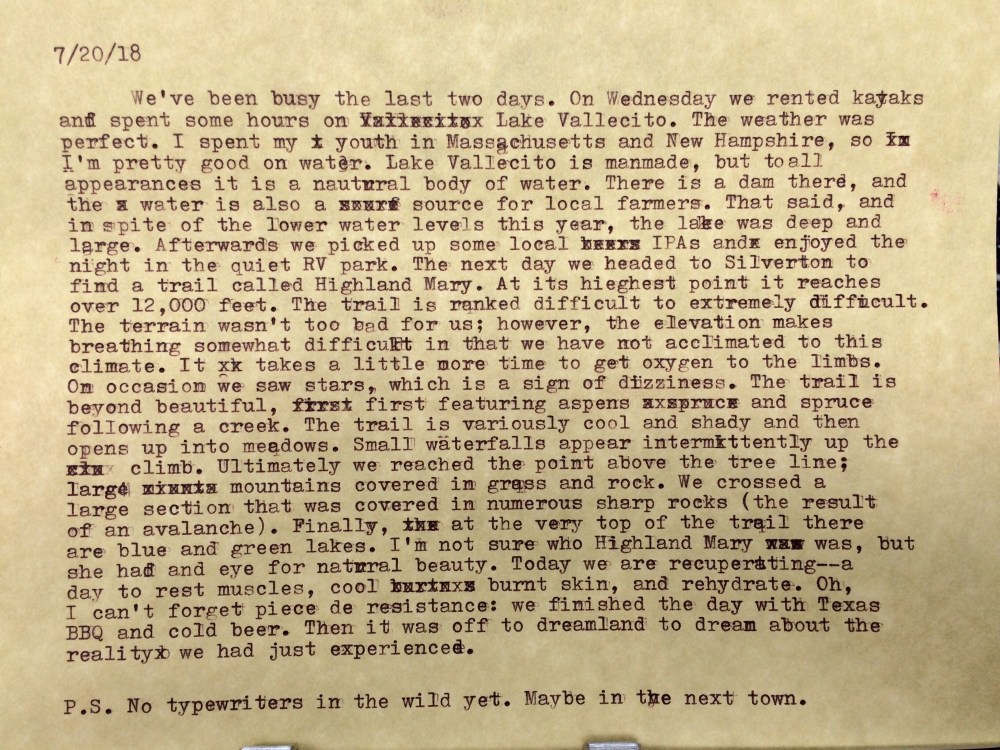 7/20/18
We've been busy the last two days. On Wednesday we rented kayaks
and spent some hours on Lake Vallecito. The weather was
perfect. I spent my youth in Massachusetts and New Hampshire, so
I'm pretty good on water. Lake Vallecito is manmade, but to all
appearances it is a nautural body of water. There is a dam there, and
the water is also a source for local farmers. That said, and
in spite of the lower water levels this year, the lake was deep and
large. Afterwards we picked up some local IPAs and enjoyed the
night in the quiet RV park. The next day we headed to Silverton to
find a trail called Highland Mary. At its hieghest point it reaches
over 12,000 feet. The trail is ranked difficult to extremely difficult.
The terrain wasn't too bad for us; however, the elevation makes
breathing somewhat difficult in that we have not acclimated to this
climate. It takes a little more time to get oxygen to the limbs.
On occasion we saw stars, which is a sign of dizziness. The trail is
beyond beautiful, first featuring aspens and spruce
following a creek. The trail is variously cool and shady and then
opens up into meadows. Small waterfalls appear intermittently up the
climb. Ultimately we reached the point above the tree line;
large mountains covered in grass and rock. We crossed a
large section that was covered in numerous sharp rocks (the result
of an avalanche). Finally, at the very top of the trail there
are blue and green lakes. I'm not sure who Highland Mary was, but
she had and eye for natural beauty. Today we are recuperating--a
day to rest muscles, cool burnt skin, and rehydrate. Oh,
I can't forget piece de resistance: we finished the day with Texas
BBQ and cold beer. Then it was off to dreamland to dream about the
reality we had just experienced.
P.S. No typewriters in the wild yet. Maybe in the next town.